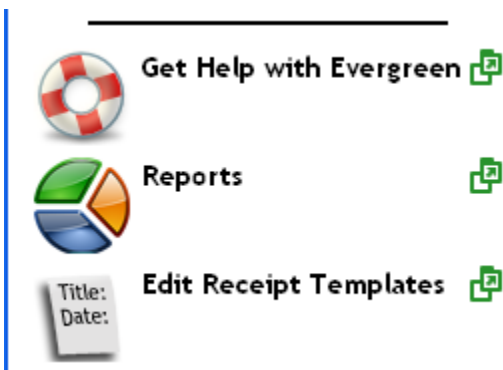 Get Help with Evergreen
Reports
Edit Receipt Templates
Title:
Date: